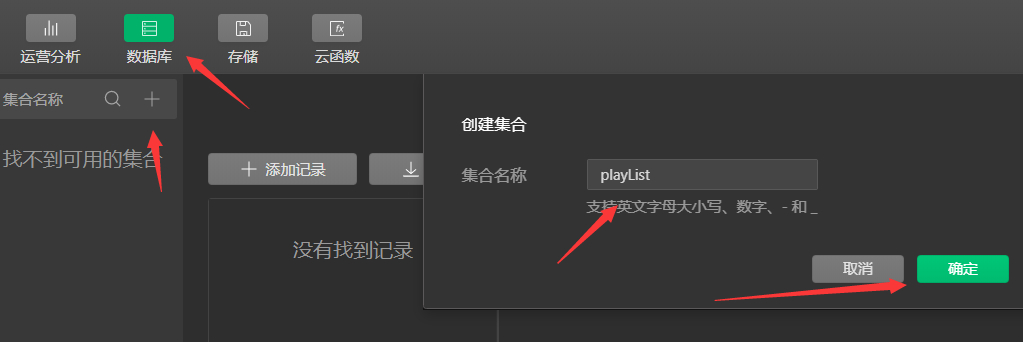 运营分析 数据库 存储 云函数
集合名称
找不到可用的集合
添加记录
没有找到记录
创建集合
集合名称 playList
支持英文字母大小写、数字、- 和 _
取消 确定